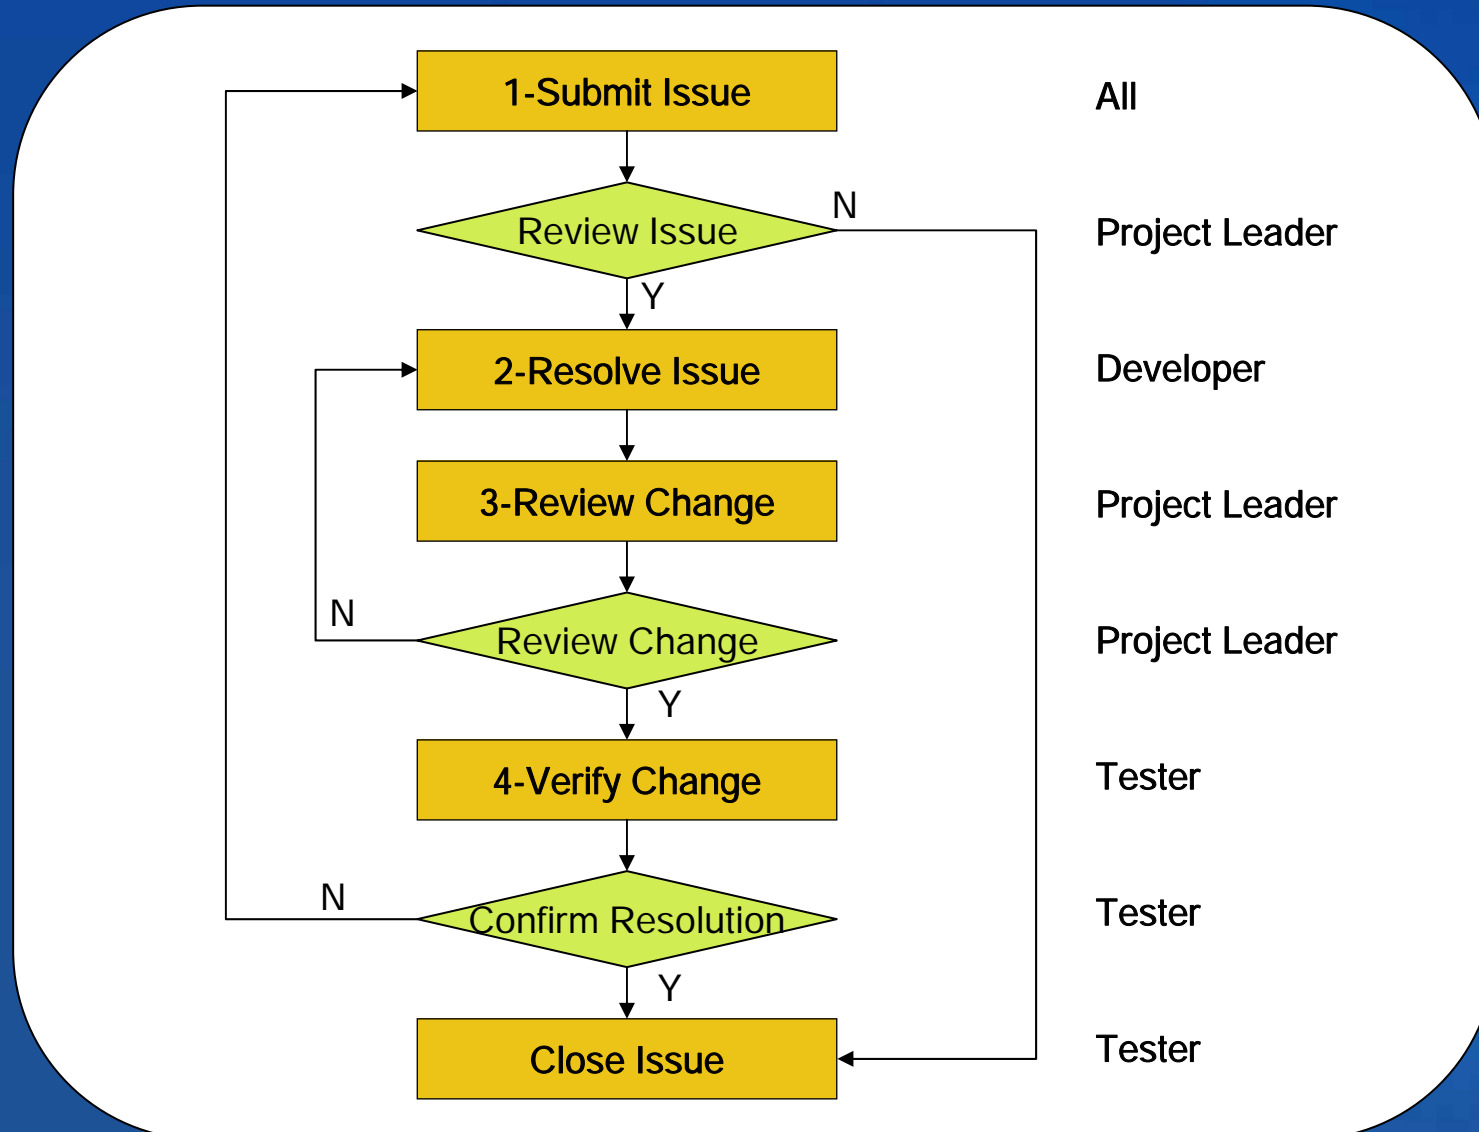 1-Submit Issue
All
Review Issue
N
Project Leader
Y
2-Resolve Issue
Developer
3-Review Change
Project Leader
N
Review Change
Project Leader
Y
4-Verify Change
Tester
N
Confirm Resolution
Tester
Y
Close Issue
Tester